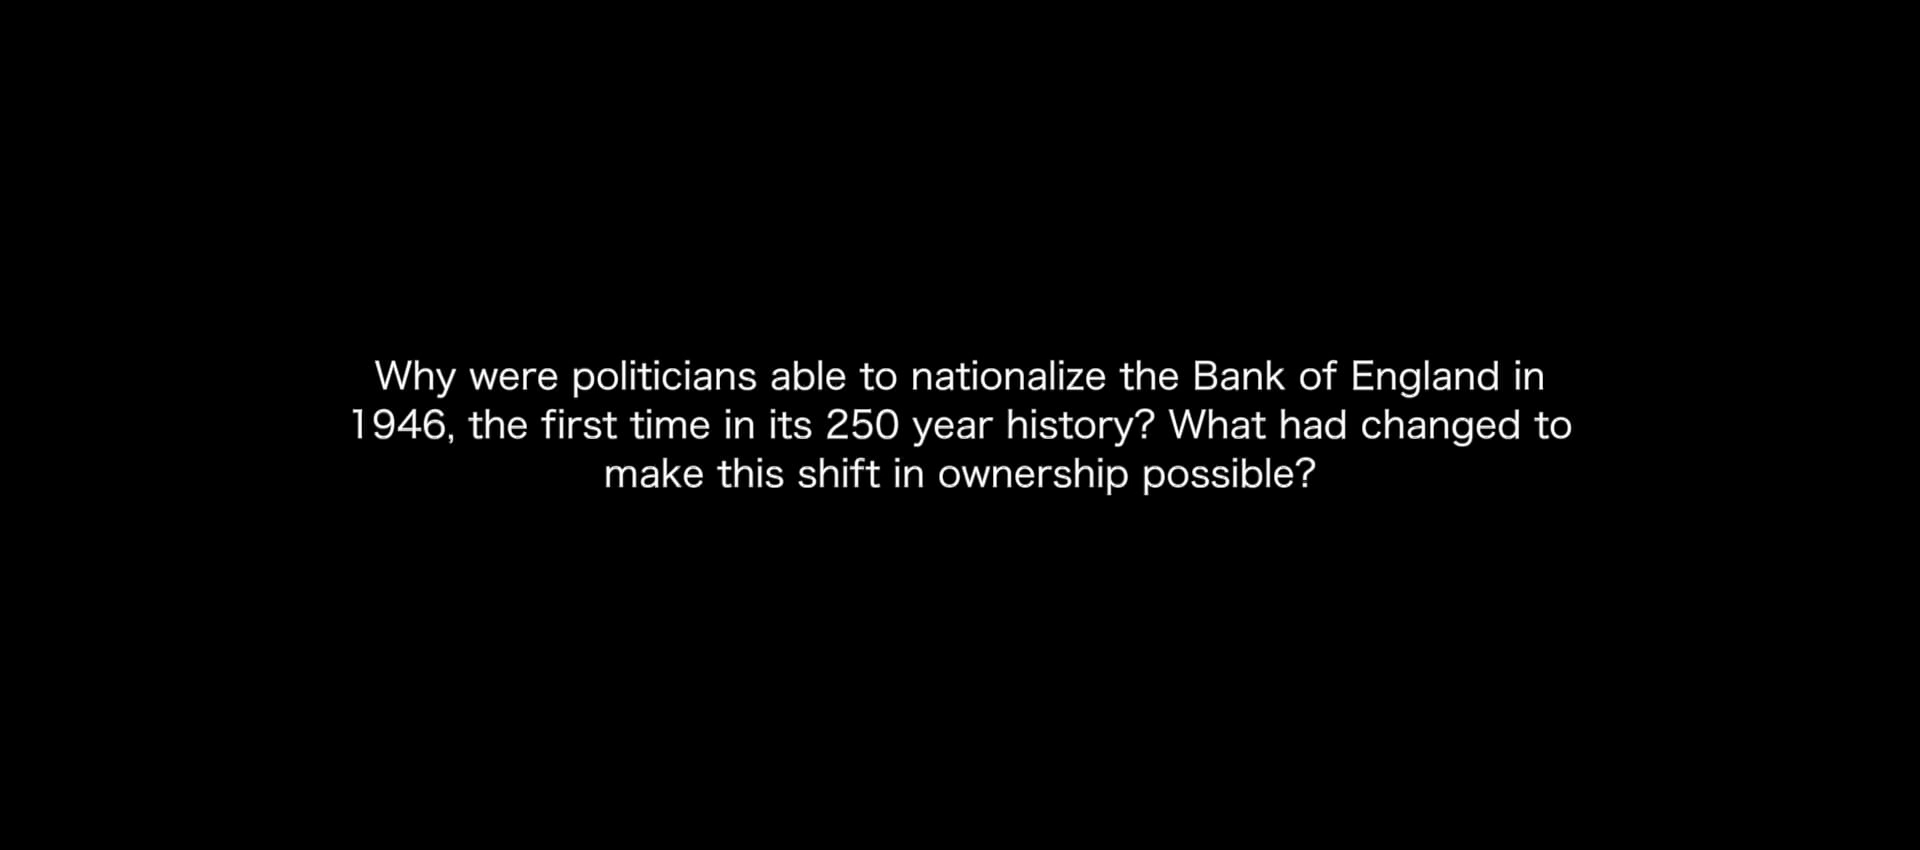 Why were politicians able to nationalize the Bank of England in
1946, the first time in its 250 year history? What had changed to
make this shift in ownership possible?